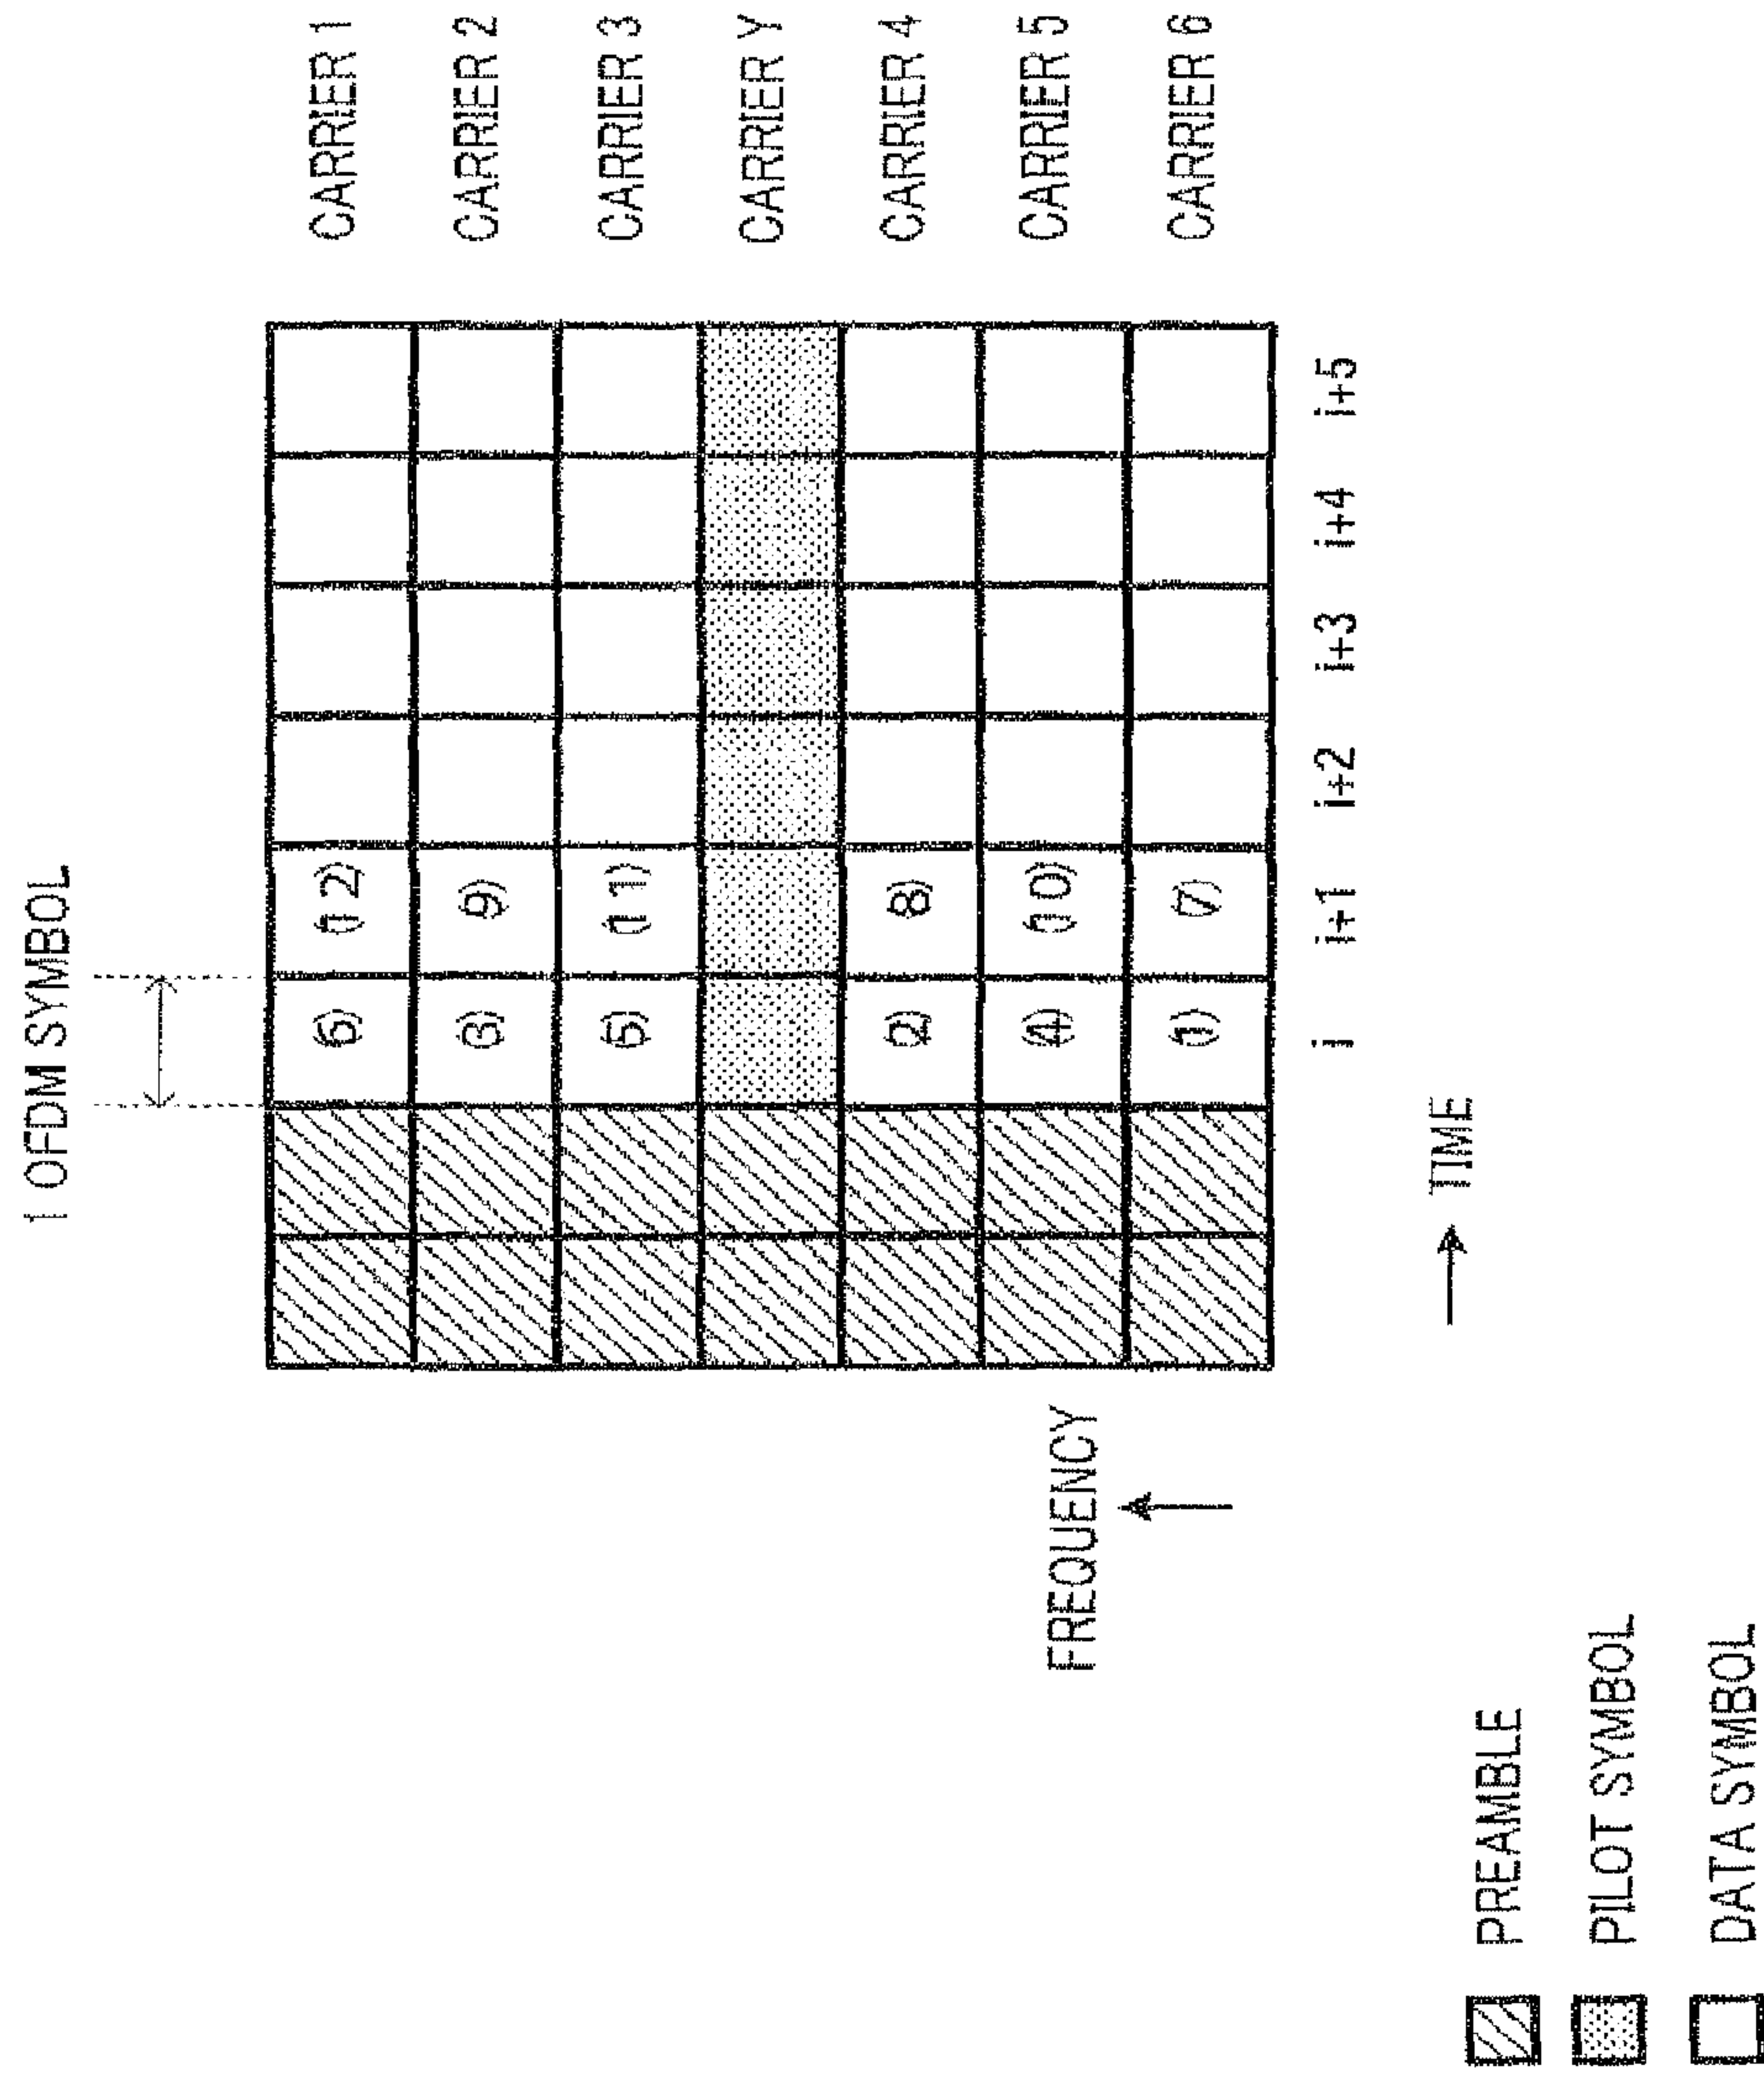 1 OFDM SYMBOL
(6) (12) CARRIER 1
(3) (9) CARRIER 2
(5) (11) CARRIER 3
CARRIER Y
(2) (8) CARRIER 4
(4) (10) CARRIER 5
(1) (7) CARRIER 6
FREQUENCY
i i+1 i+2 i+3 i+4 i+5
TIME
PREAMBLE
PILOT SYMBOL
DATA SYMBOL